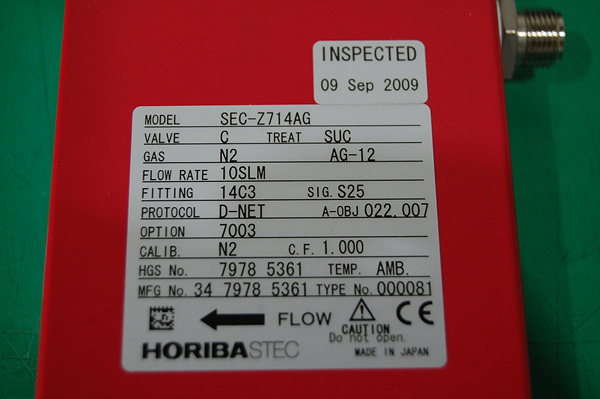 INSPECTED
09 Sep 2009
MODEL SEC-Z714AG
VALVE C TREAT SUC
GAS N2 AG-12
FLOW RATE 10SLM
FITTING 14C3 SIG. S25
PROTOCOL D-NET A-OBJ 022.007
OPTION 7003
CALIB. N2 C.F. 1.000
HGS No. 7978 5361 TEMP. AMB.
MFG No. 34 7978 5361 TYPE No. 000081
FLOW CAUTION CE
Do not open.
HORIBASTEC MADE IN JAPAN